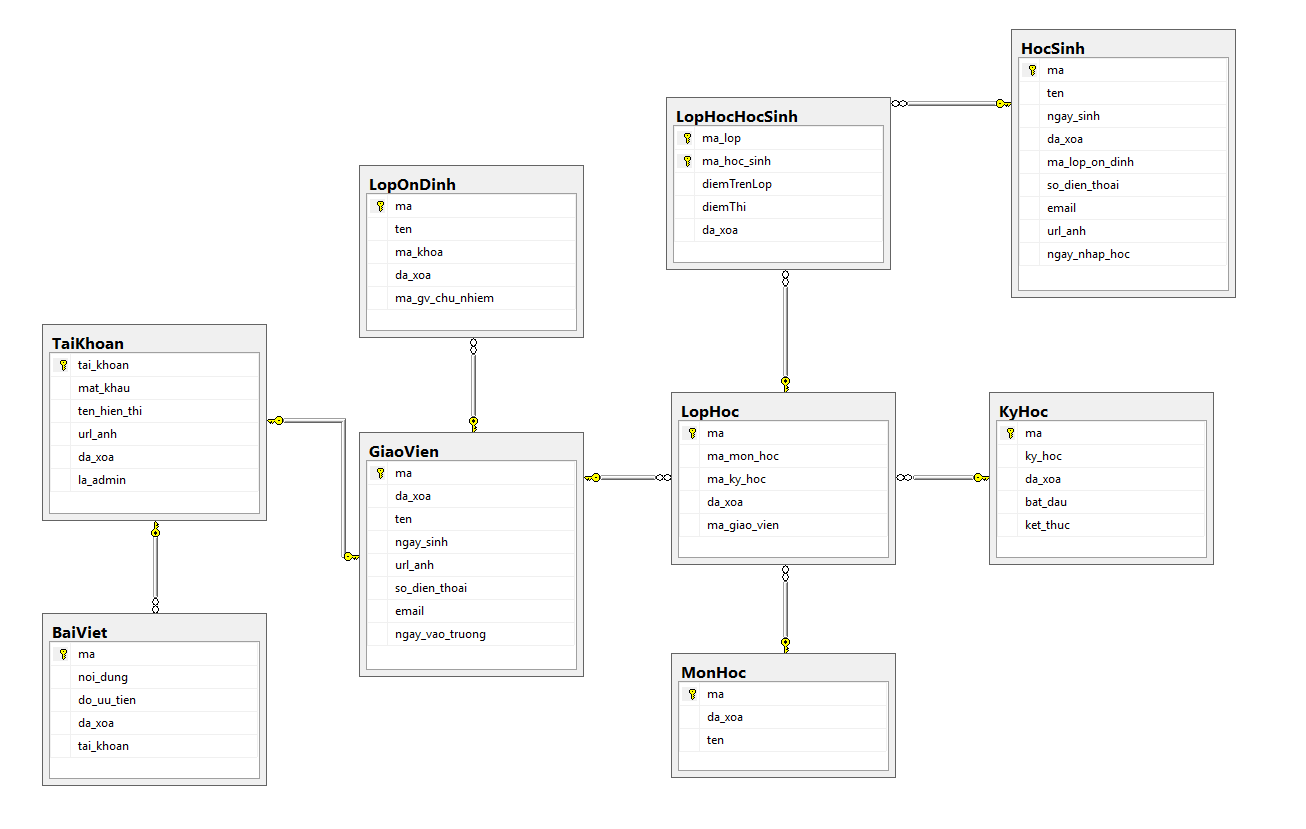 HocSinh
ma
ten
ngay_sinh
da_xoa
ma_lop_on_dinh
so_dien_thoai
email
url_anh
ngay_nhap_hoc
LopHocHocSinh
ma_lop
ma_hoc_sinh
diemTrenLop
diemThi
da_xoa
LopOnDinh
ma
ten
ma_khoa
da_xoa
ma_gv_chu_nhiem
TaiKhoan
tai_khoan
mat_khau
ten_hien_thi
url_anh
da_xoa
la_admin
GiaoVien
ma
da_xoa
ten
ngay_sinh
url_anh
so_dien_thoai
email
ngay_vao_truong
LopHoc
ma
ma_mon_hoc
ma_ky_hoc
da_xoa
ma_giao_vien
KyHoc
ma
ky_hoc
da_xoa
bat_dau
ket_thuc
BaiViet
ma
noi_dung
do_uu_tien
da_xoa
tai_khoan
MonHoc
ma
da_xoa
ten